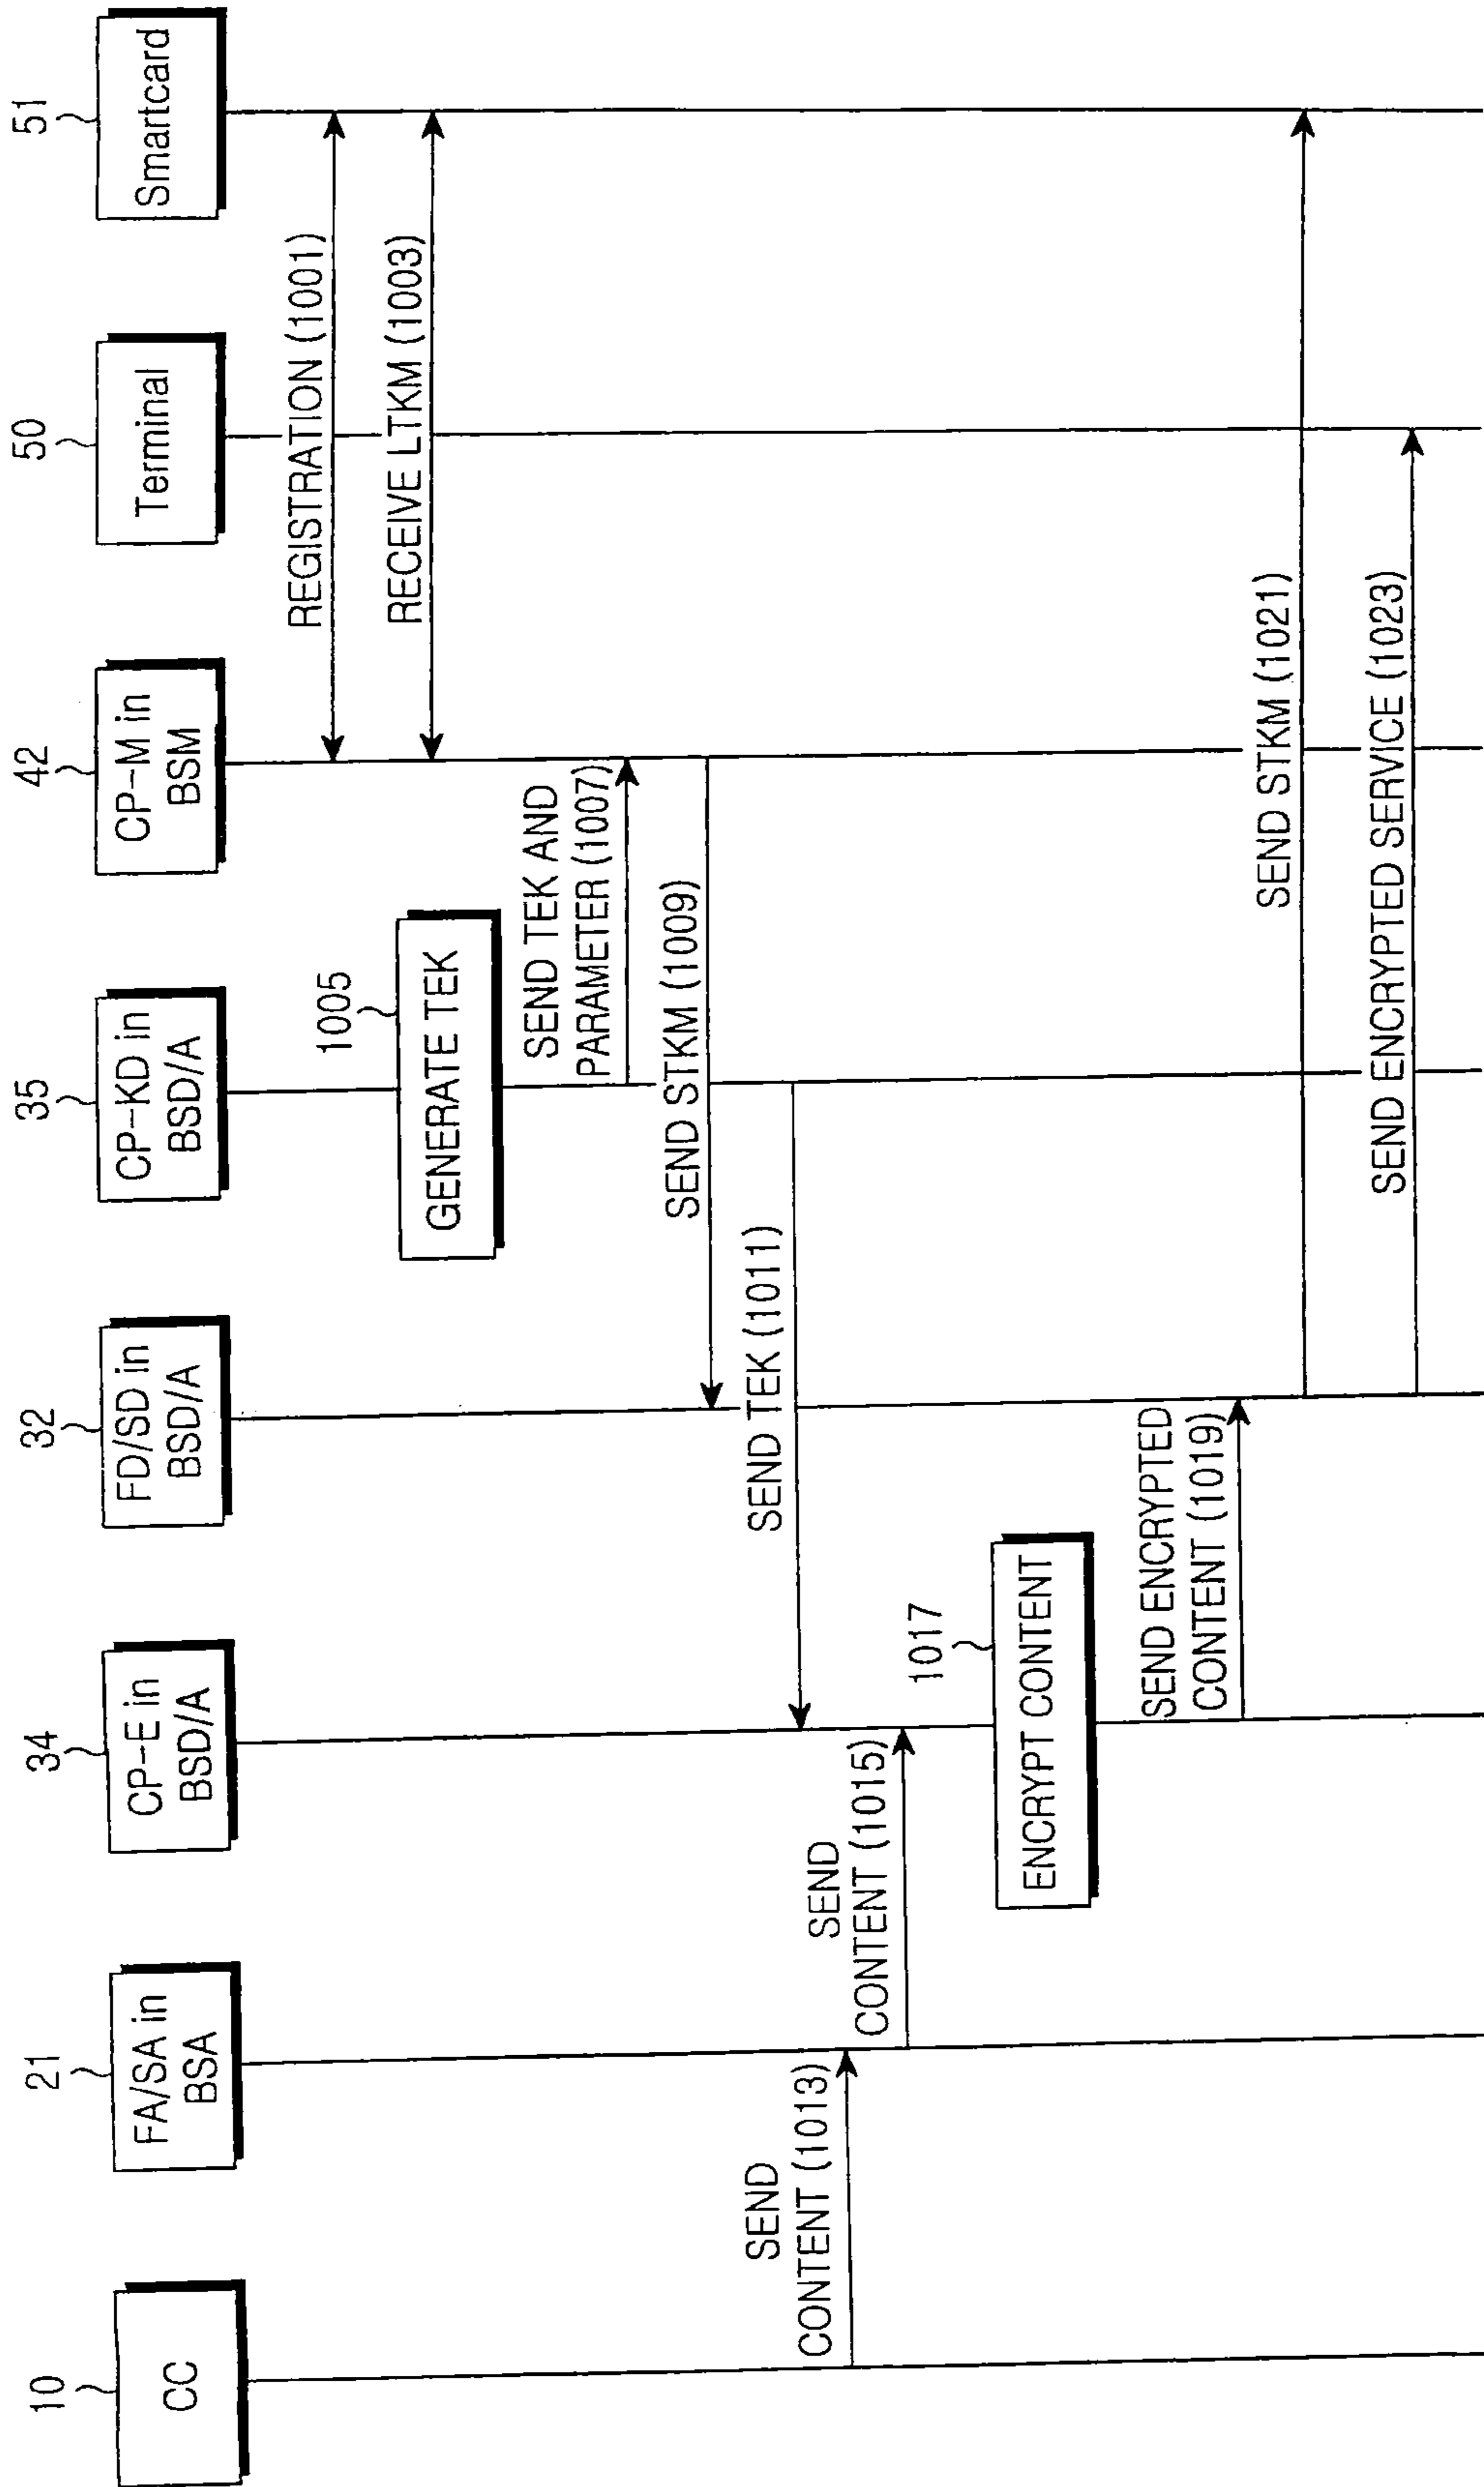 10
CC
21
FA/SA in
BSA
34
CP-E in
BSD/A
32
FD/SD in
BSD/A
35
CP-KD in
BSD/A
42
CP-M in
BSM
50
Terminal
51
Smartcard
REGISTRATION (1001)
RECEIVE LTKM (1003)
1005
GENERATE TEK
SEND TEK AND
PARAMETER (1007)
SEND STKM (1009)
SEND TEK (1011)
SEND
CONTENT (1013)
SEND
CONTENT (1015)
1017
ENCRYPT CONTENT
SEND ENCRYPTED
CONTENT (1019)
SEND STKM (1021)
SEND ENCRYPTED SERVICE (1023)